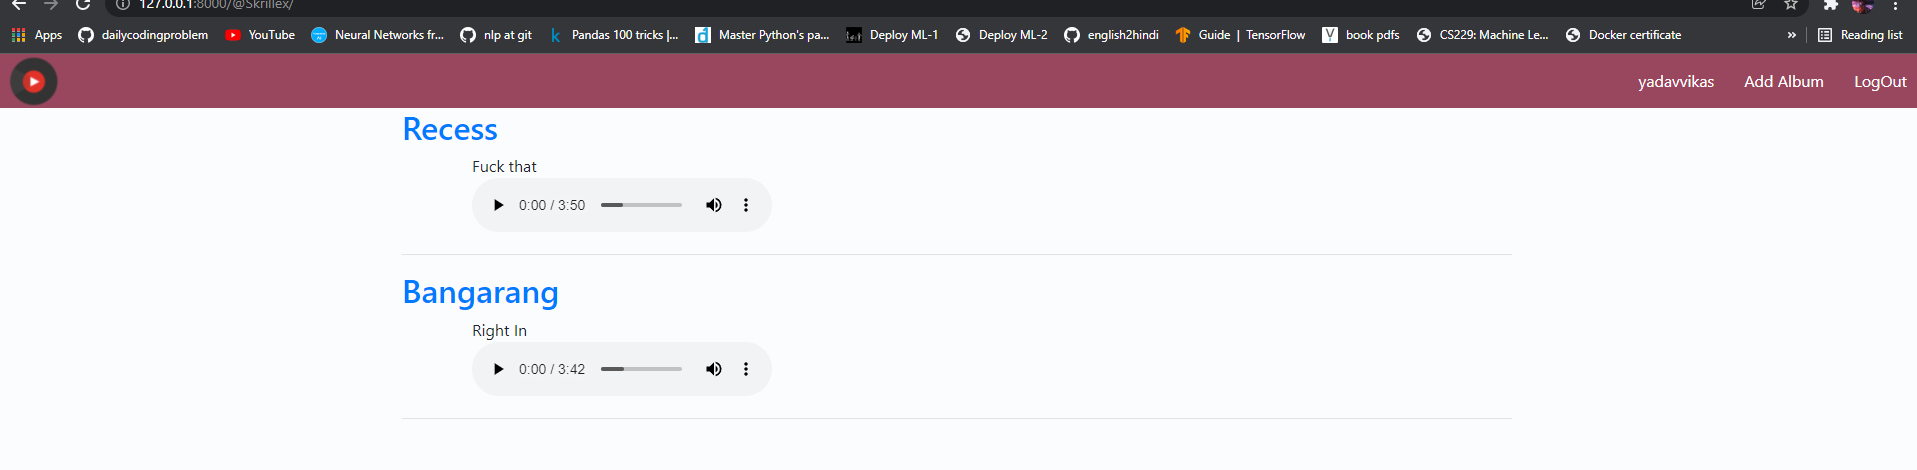 127.0.0.1:8000/@Skrillex/
Apps dailycodingproblem YouTube Neural Networks fr... nlp at git Pandas 100 tricks |... Master Python's pa... Deploy ML-1 Deploy ML-2 english2hindi Guide | TensorFlow book pdfs CS229: Machine Le... Docker certificate » Reading list
yadavvikas Add Album LogOut
Recess
Fuck that
0:00 / 3:50
Bangarang
Right In
0:00 / 3:42